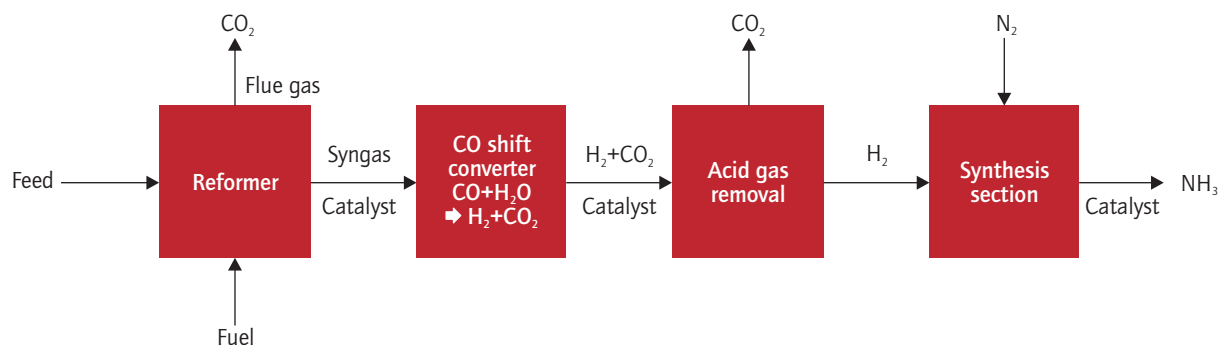 CO₂
CO₂
N₂
Flue gas
Feed
Reformer
Syngas
Catalyst
CO shift
converter
CO+H₂O
➡ H₂+CO₂
H₂+CO₂
Catalyst
Acid gas
removal
H₂
Synthesis
section
Catalyst
NH₃
Fuel